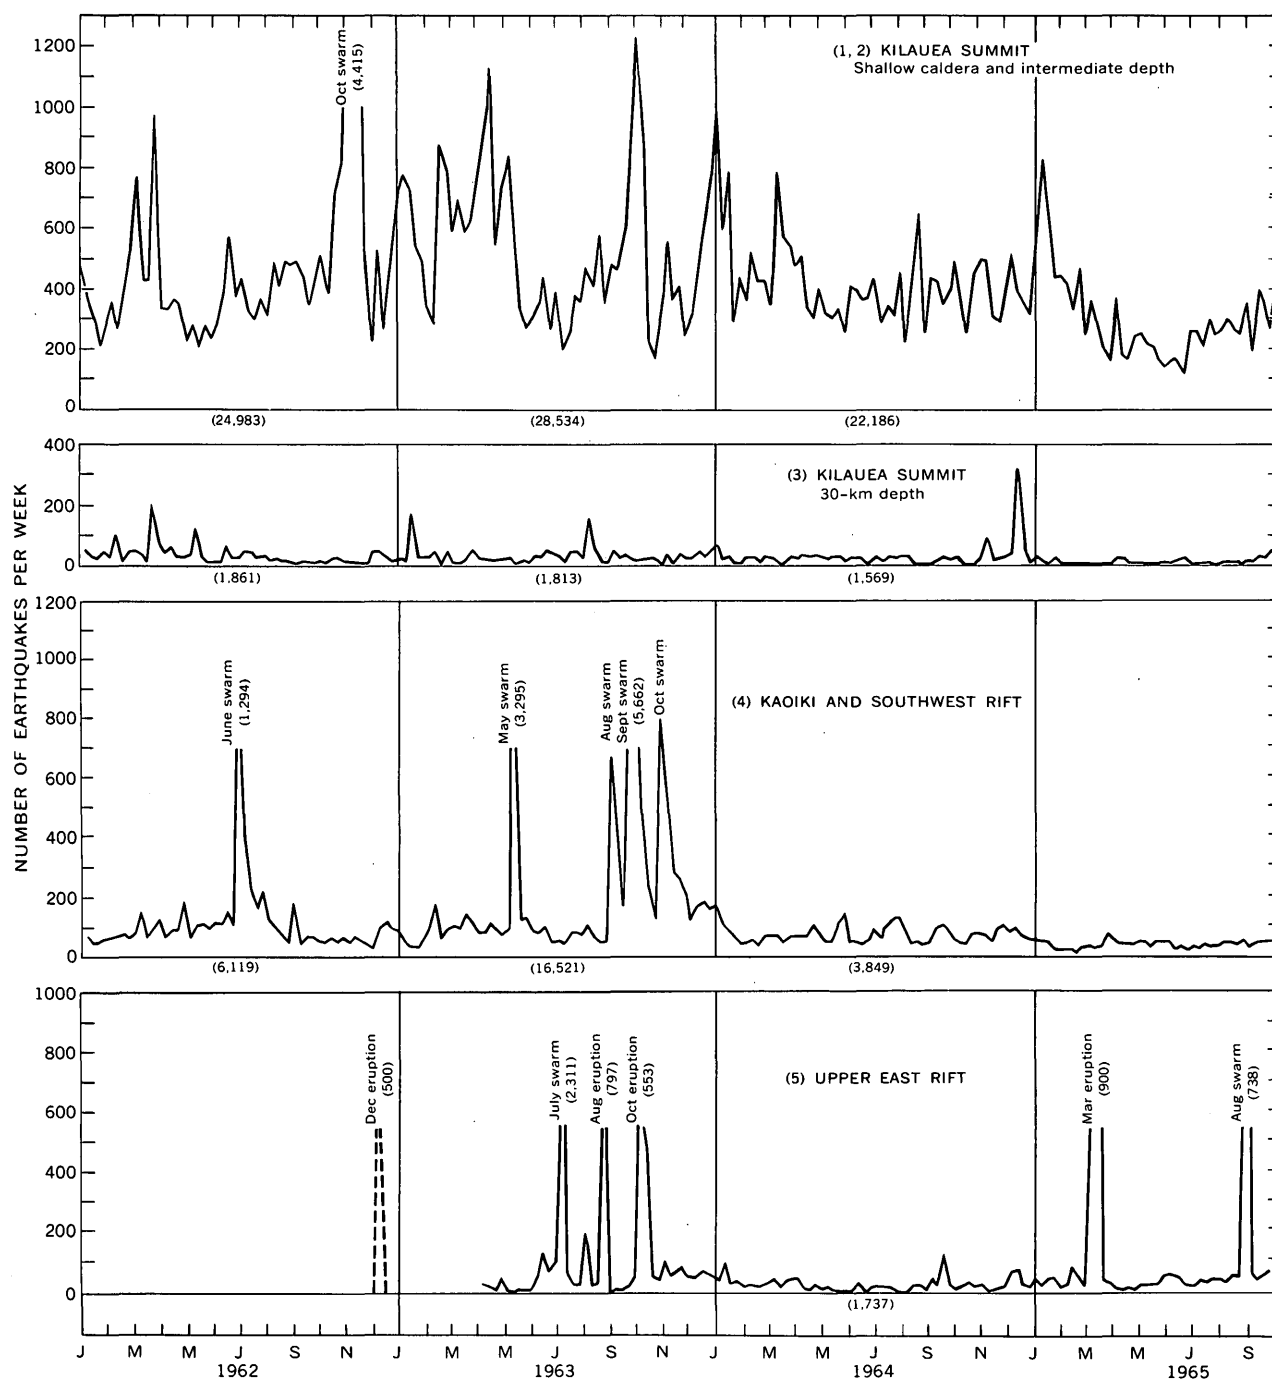 NUMBER OF EARTHQUAKES PER WEEK
1200
1000
800
600
400
200
0
Oct swarm
(4,415)
(1, 2) KILAUEA SUMMIT
Shallow caldera and intermediate depth
(24,983)
(28,534)
(22,186)
400
200
0
(3) KILAUEA SUMMIT
30-km depth
(1,861)
(1,813)
(1,569)
1200
1000
800
600
400
200
0
June swarm
(1,294)
May swarm
(3,295)
Aug swarm
Sept swarm
(5,662)
Oct swarm
(4) KAOIKI AND SOUTHWEST RIFT
(6,119)
(16,521)
(3,849)
1000
800
600
400
200
0
Dec eruption
(500)
July swarm
(2,311)
Aug eruption
(797)
Oct eruption
(553)
(5) UPPER EAST RIFT
Mar eruption
(900)
Aug swarm
(738)
(1,737)
J M M J S N J M M J S N J M M J S N J M M J S
1962 1963 1964 1965